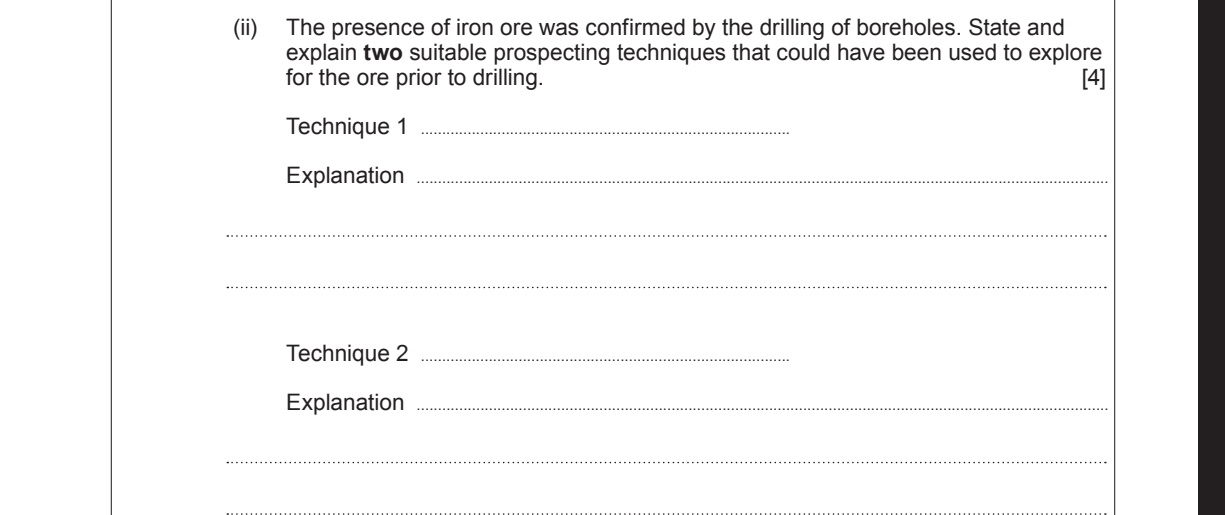 (ii) The presence of iron ore was confirmed by the drilling of boreholes. State and
explain two suitable prospecting techniques that could have been used to explore
for the ore prior to drilling. [4]
Technique 1
Explanation
Technique 2
Explanation